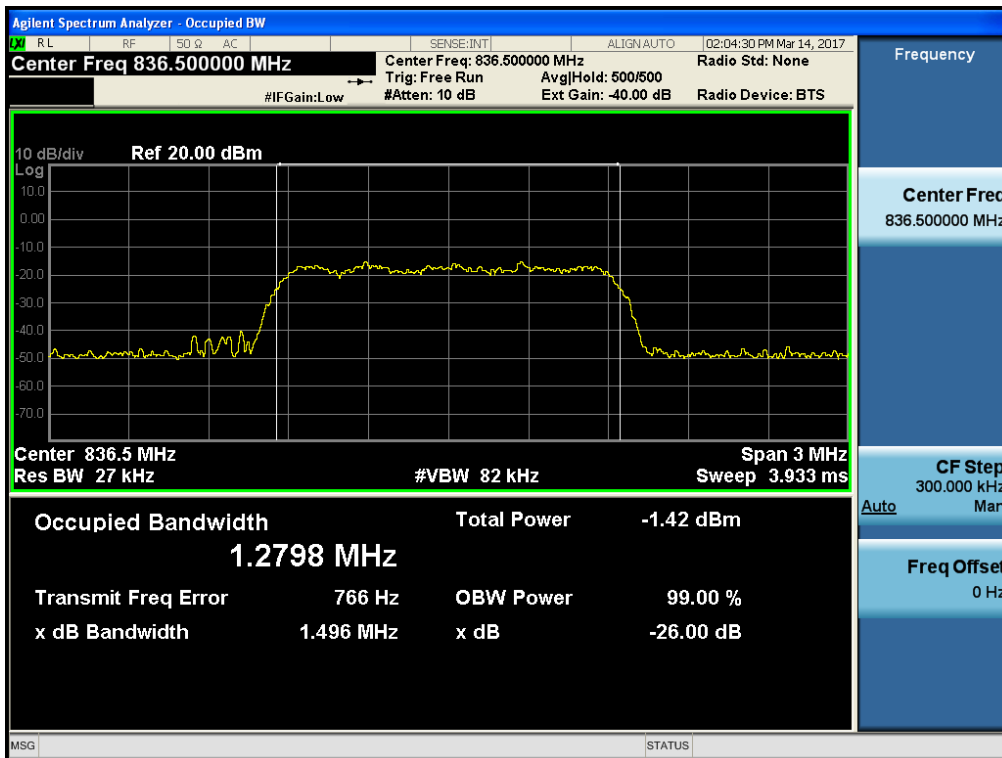 Agilent Spectrum Analyzer - Occupied BW
LXI RL RF 50 Ω AC SENSE:INT ALIGN AUTO 02:04:30 PM Mar 14, 2017
Center Freq 836.500000 MHz
Center Freq: 836.500000 MHz Radio Std: None
Trig: Free Run Avg|Hold: 500/500
#IFGain:Low #Atten: 10 dB Ext Gain: -40.00 dB Radio Device: BTS
10 dB/div Ref 20.00 dBm
Log
10.0
0.00
-10.0
-20.0
-30.0
-40.0
-50.0
-60.0
-70.0
Center 836.5 MHz Span 3 MHz
Res BW 27 kHz #VBW 82 kHz Sweep 3.933 ms
Occupied Bandwidth Total Power -1.42 dBm
1.2798 MHz
Transmit Freq Error 766 Hz OBW Power 99.00 %
x dB Bandwidth 1.496 MHz x dB -26.00 dB
MSG STATUS
Frequency
Center Freq
836.500000 MHz
CF Step
300.000 kHz
Auto Man
Freq Offset
0 Hz